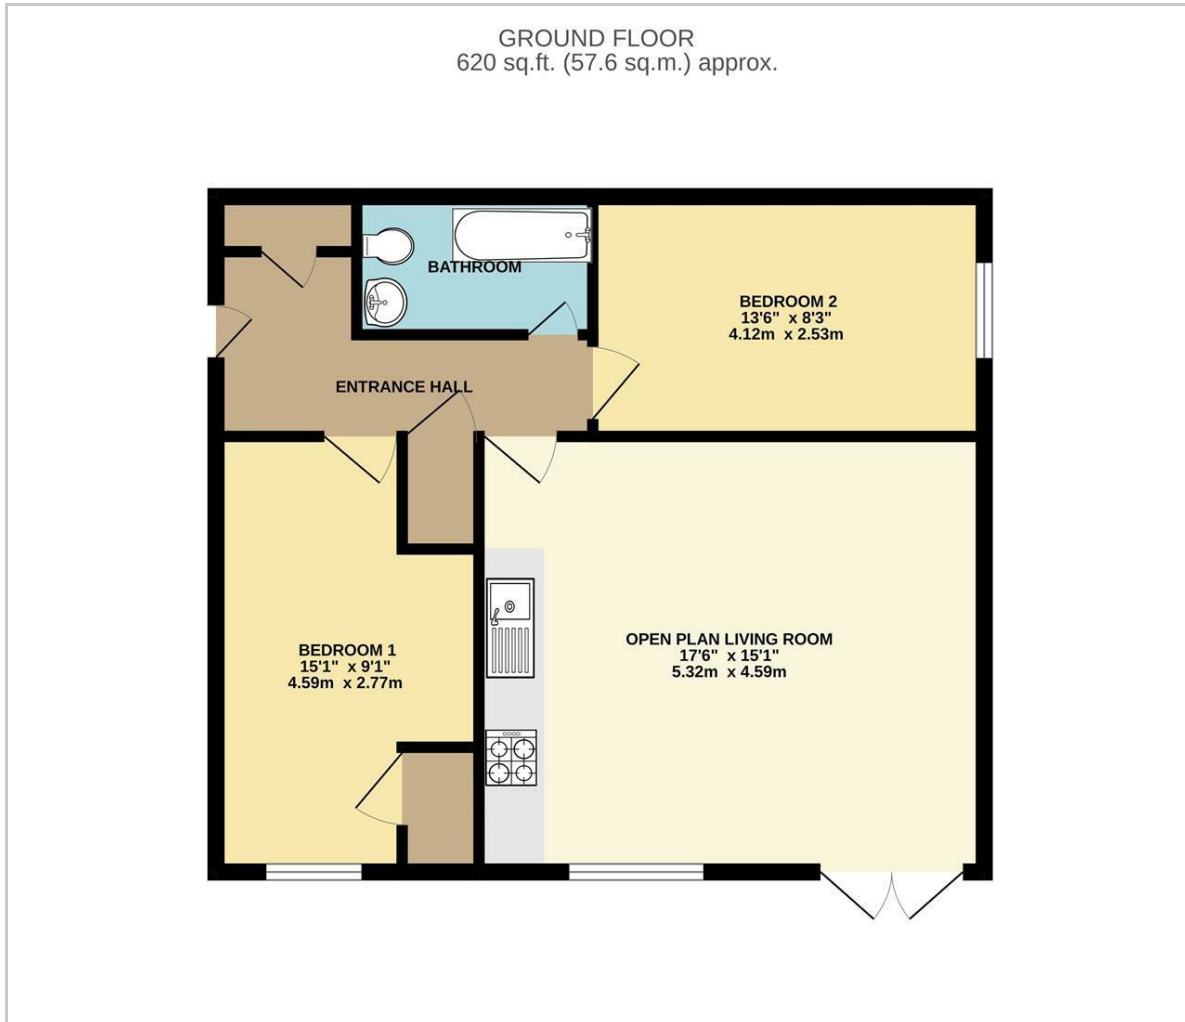 GROUND FLOOR
620 sq.ft. (57.6 sq.m.) approx.
BATHROOM
BEDROOM 2
13'6" x 8'3"
4.12m x 2.53m
ENTRANCE HALL
BEDROOM 1
15'1" x 9'1"
4.59m x 2.77m
OPEN PLAN LIVING ROOM
17'6" x 15'1"
5.32m x 4.59m